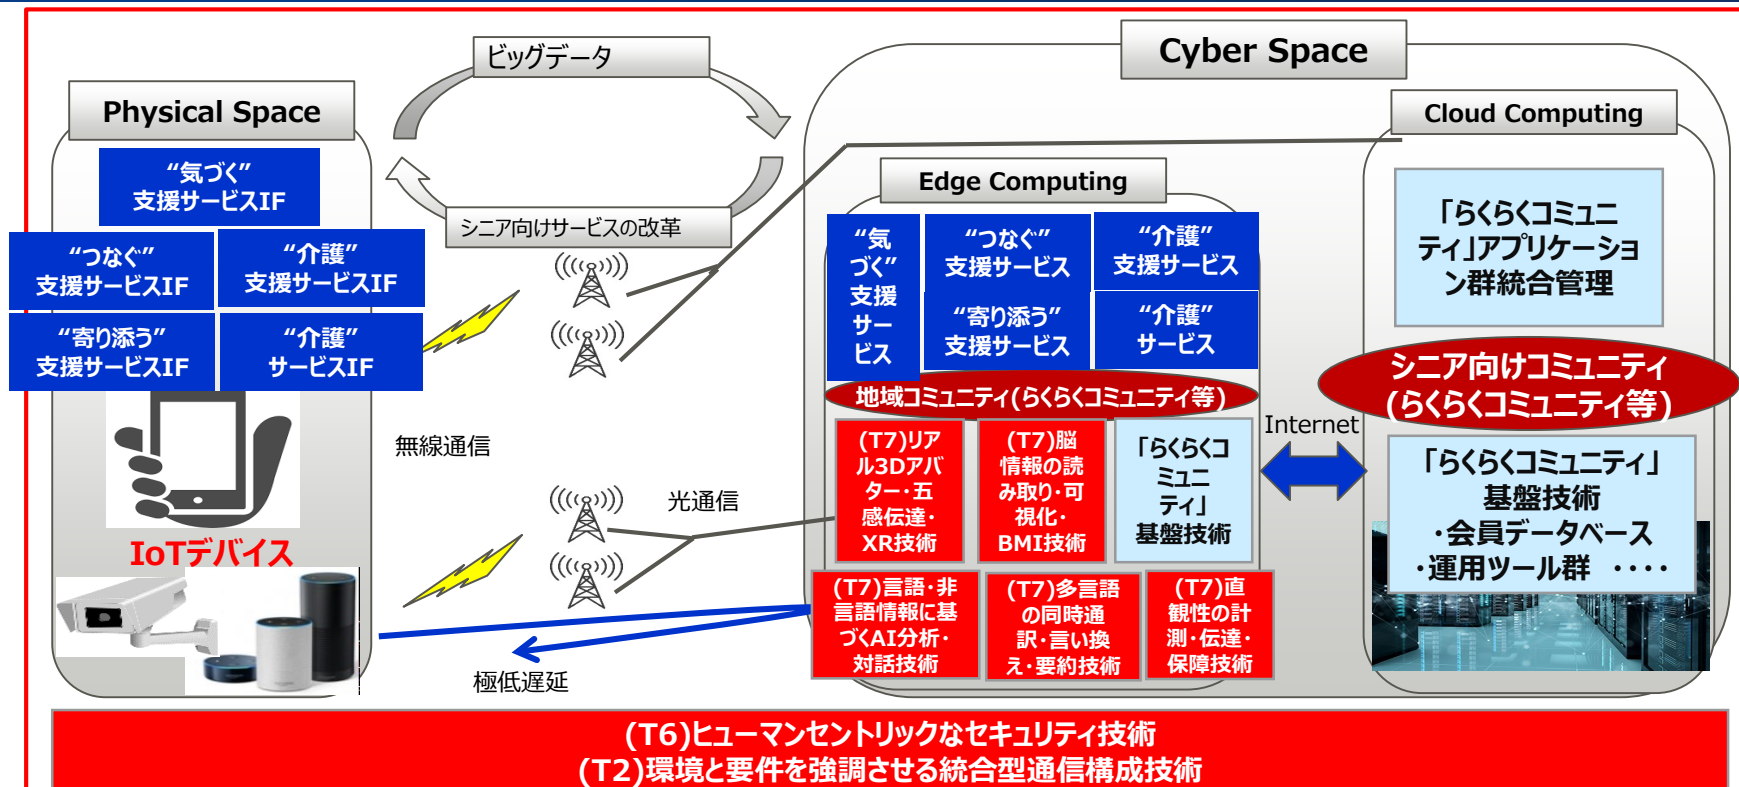 ビッグデータ
Cyber Space
Physical Space
Cloud Computing
“気づく”
支援サービスIF
Edge Computing
シニア向けサービスの改革
“つなぐ”
支援サービスIF
“介護”
支援サービスIF
“寄り添う”
支援サービスIF
“介護”
サービスIF
“気
づく”
支援
サー
ビス
“つなぐ”
支援サービス
“介護”
支援サービス
“寄り添う”
支援サービス
“介護”
サービス
「らくらくコミュニ
ティ」アプリケーショ
ン群統合管理
シニア向けコミュニティ
(らくらくコミュニティ等)
地域コミュニティ(らくらくコミュニティ等)
Internet
無線通信
光通信
(T7)リア
ル3Dアバ
ター・五
感伝達・
XR技術
(T7)脳
情報の読
み取り・可
視化・
BMI技術
「らくらくコ
ミュニ
ティ」
基盤技術
「らくらくコミュニティ」
基盤技術
・会員データベース
・運用ツール群 ････
IoTデバイス
(T7)言語・非
言語情報に基
づくAI分析・
対話技術
(T7)多言語
の同時通
訳・言い換
え・要約技術
(T7)直
観性の計
測・伝達・
保障技術
極低遅延
(T6)ヒューマンセントリックなセキュリティ技術
(T2)環境と要件を強調させる統合型通信構成技術